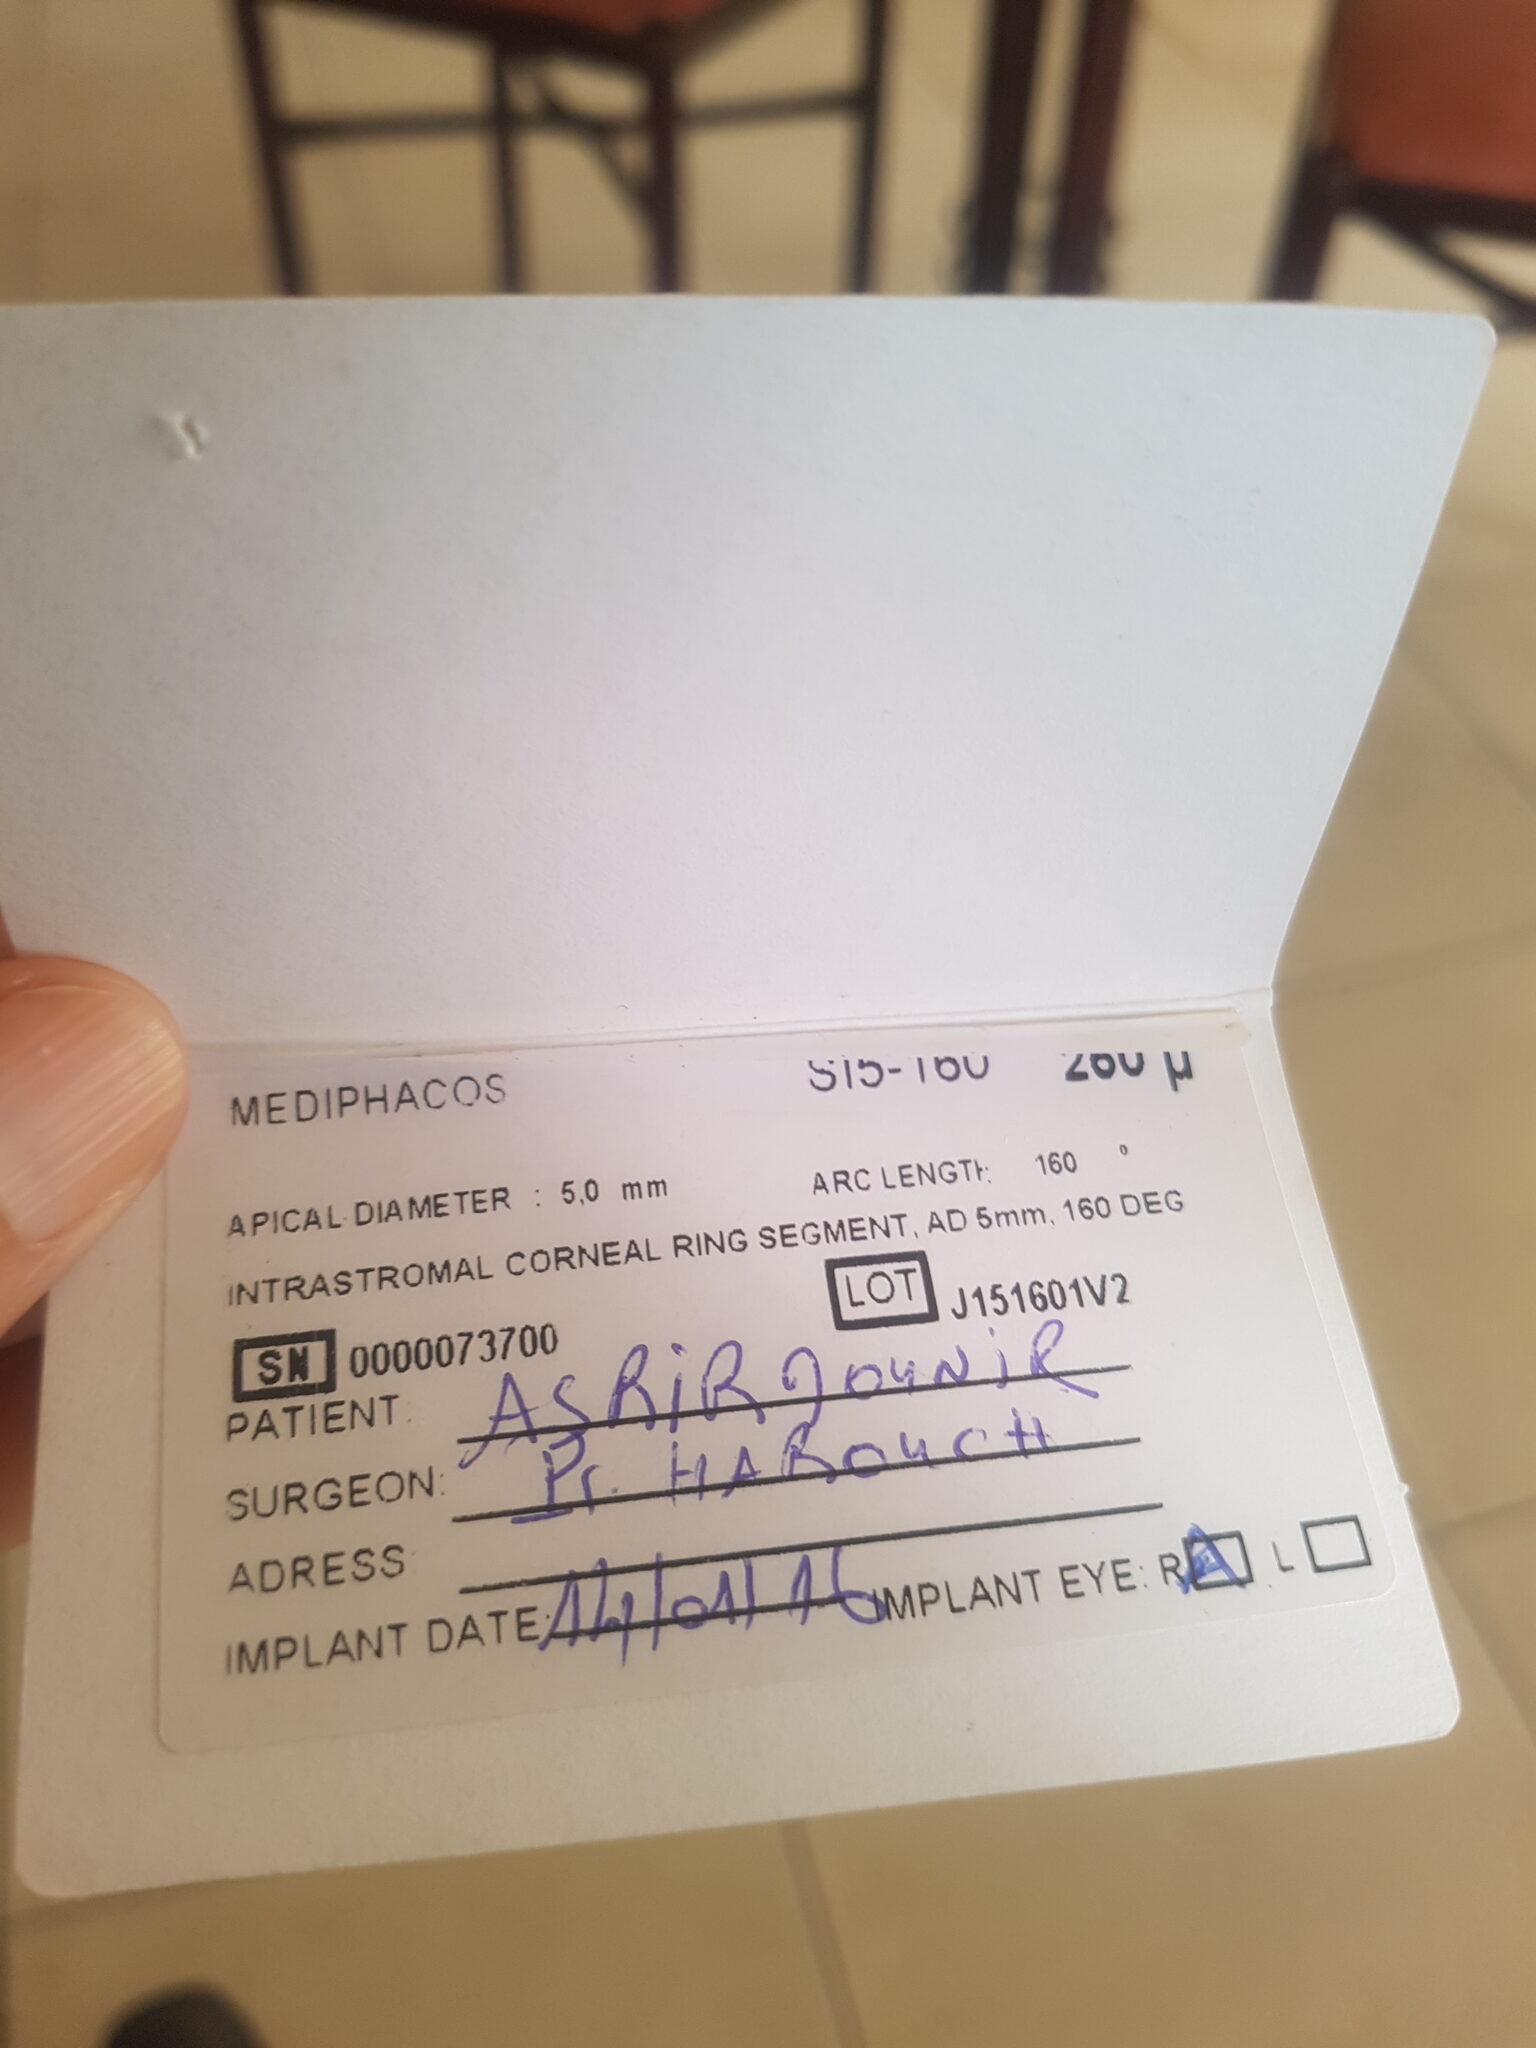 MEDIPHACOS SI5-160 260 µ
APICAL DIAMETER : 5,0 mm ARC LENGTH: 160 °
INTRASTROMAL CORNEAL RING SEGMENT, AD 5mm, 160 DEG
SN 0000073700 LOT J151601V2
PATIENT: ASRIR JOUNIR
SURGEON: Pr. HABOUCH
ADRESS:
IMPLANT DATE: 14/01/16 IMPLANT EYE: R L